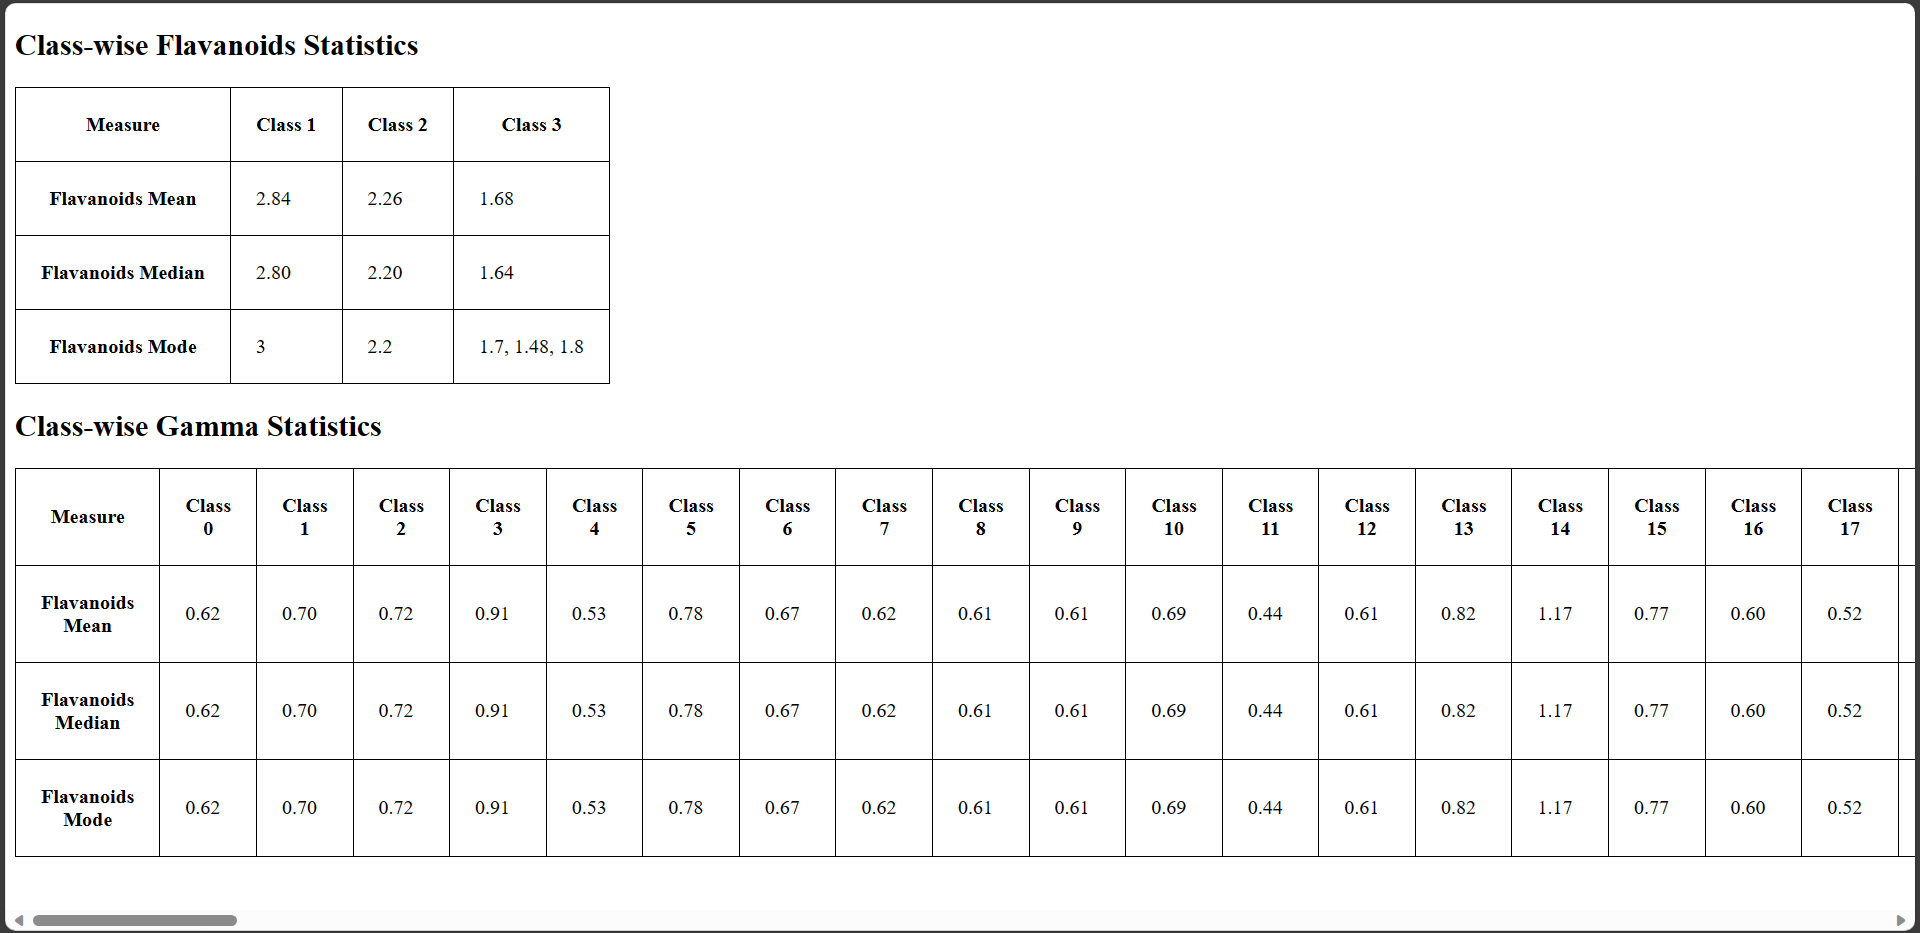 Class-wise Flavanoids Statistics
Measure Class 1 Class 2 Class 3
Flavanoids Mean 2.84 2.26 1.68
Flavanoids Median 2.80 2.20 1.64
Flavanoids Mode 3 2.2 1.7, 1.48, 1.8
Class-wise Gamma Statistics
Measure Class 0 Class 1 Class 2 Class 3 Class 4 Class 5 Class 6 Class 7 Class 8 Class 9 Class 10 Class 11 Class 12 Class 13 Class 14 Class 15 Class 16 Class 17
Flavanoids Mean 0.62 0.70 0.72 0.91 0.53 0.78 0.67 0.62 0.61 0.61 0.69 0.44 0.61 0.82 1.17 0.77 0.60 0.52
Flavanoids Median 0.62 0.70 0.72 0.91 0.53 0.78 0.67 0.62 0.61 0.61 0.69 0.44 0.61 0.82 1.17 0.77 0.60 0.52
Flavanoids Mode 0.62 0.70 0.72 0.91 0.53 0.78 0.67 0.62 0.61 0.61 0.69 0.44 0.61 0.82 1.17 0.77 0.60 0.52